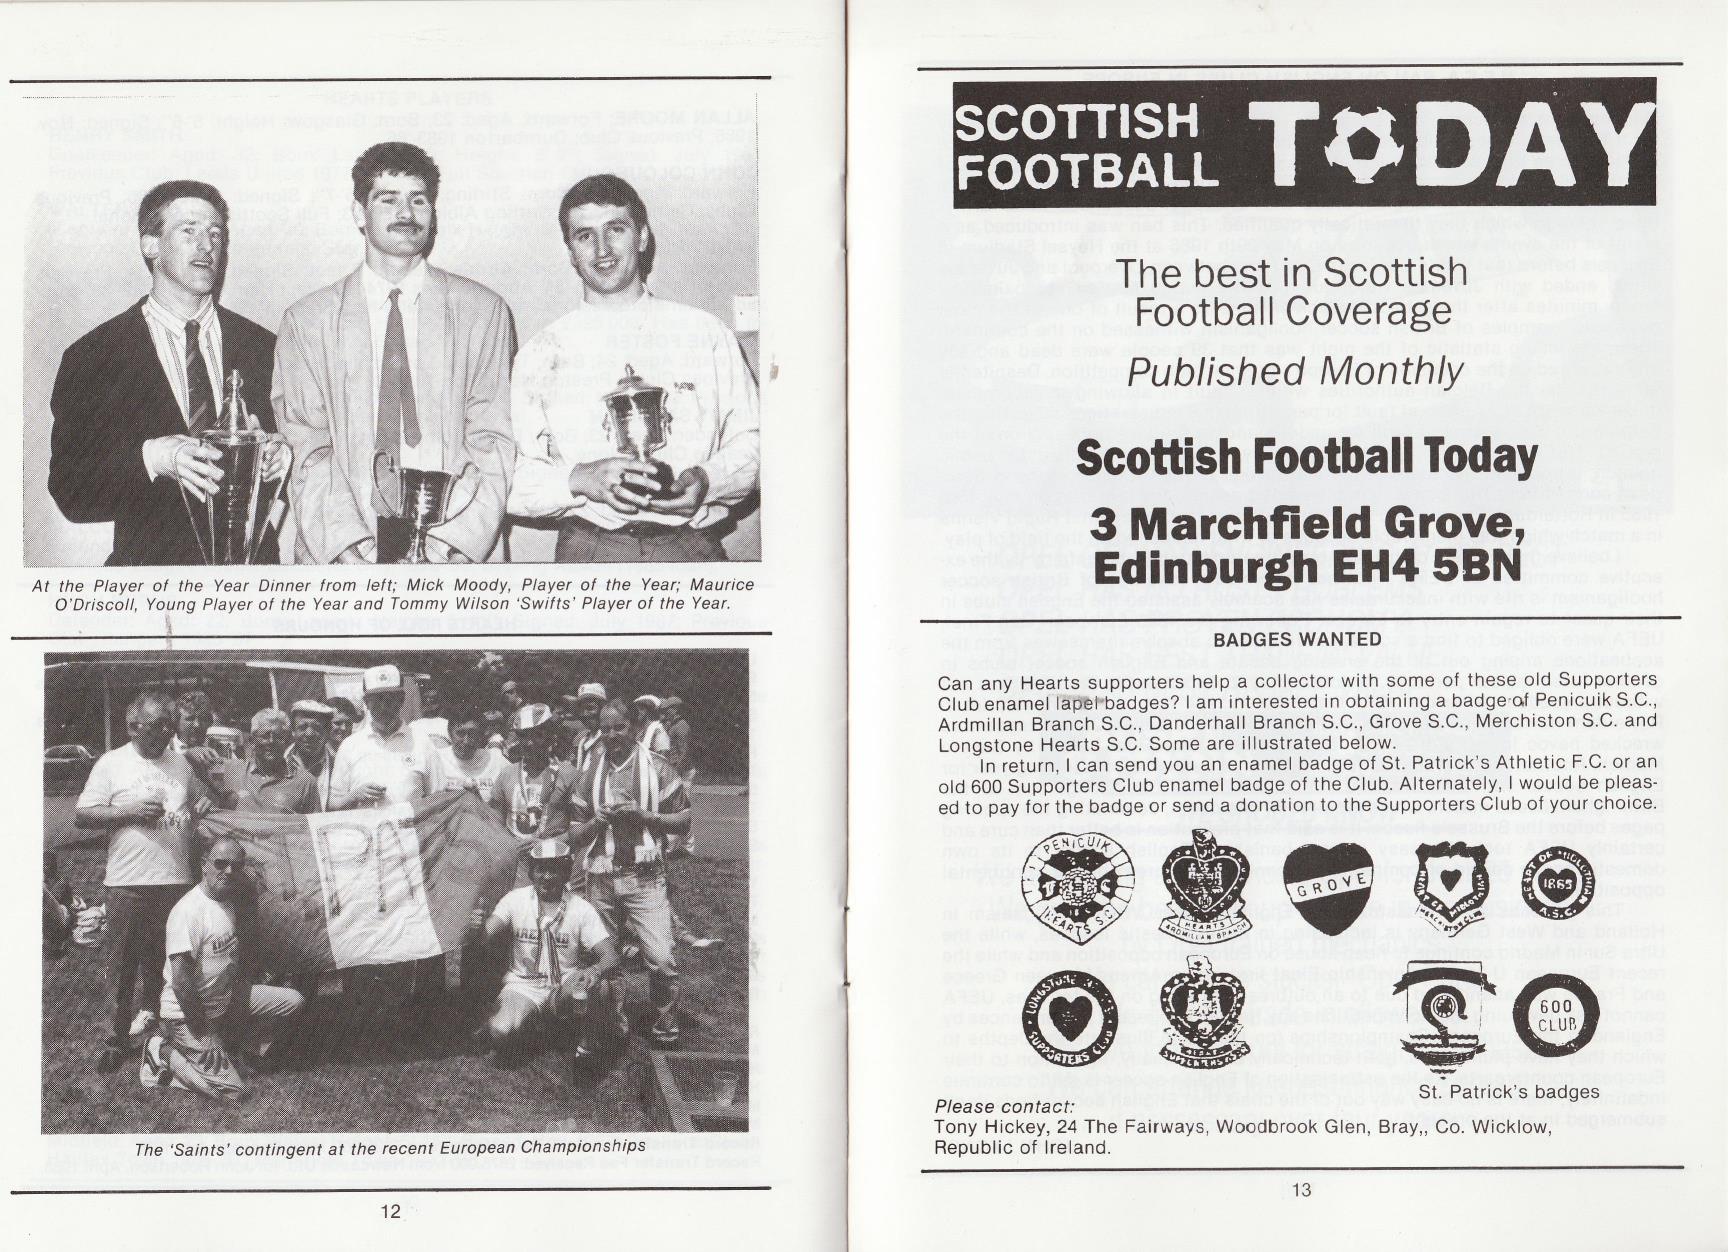 At the Player of the Year Dinner from left; Mick Moody, Player of the Year; Maurice
O'Driscoll, Young Player of the Year and Tommy Wilson 'Swifts' Player of the Year.
The 'Saints' contingent at the recent European Championships
12
SCOTTISH
FOOTBALL
TODAY
The best in Scottish
Football Coverage
Published Monthly
Scottish Football Today
3 Marchfield Grove,
Edinburgh EH4 5BN
BADGES WANTED
Can any Hearts supporters help a collector with some of these old Supporters
Club enamel lapel badges? I am interested in obtaining a badge of Penicuik S.C.,
Ardmillan Branch S.C., Danderhall Branch S.C., Grove S.C., Merchiston S.C. and
Longstone Hearts S.C. Some are illustrated below.
In return, I can send you an enamel badge of St. Patrick's Athletic F.C. or an
old 600 Supporters Club enamel badge of the Club. Alternately, I would be pleas-
ed to pay for the badge or send a donation to the Supporters Club of your choice.
PENICUIK
HEARTS S.C.
HEARTS
ARDMILLAN BRANCH
GROVE
HEART OF MIDLOTHIAN
1863
A.S.C.
LONGSTONE HEARTS
SUPPORTERS CLUB
600
CLUB
St. Patrick's badges
Please contact:
Tony Hickey, 24 The Fairways, Woodbrook Glen, Bray,, Co. Wicklow,
Republic of Ireland.
13